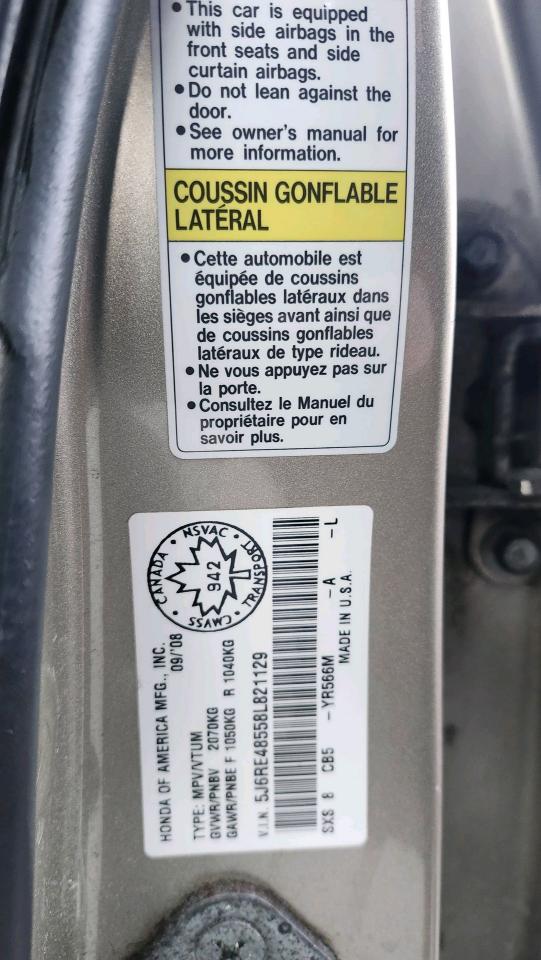 • This car is equipped
with side airbags in the
front seats and side
curtain airbags.
• Do not lean against the
door.
• See owner's manual for
more information.
COUSSIN GONFLABLE
LATÉRAL
• Cette automobile est
équipée de coussins
gonflables latéraux dans
les sièges avant ainsi que
de coussins gonflables
latéraux de type rideau.
• Ne vous appuyez pas sur
la porte.
• Consultez le Manuel du
propriétaire pour en
savoir plus.
HONDA OF AMERICA MFG., INC.
09/'08
CANADA • NSVAC • TRANSPORT • CMVSS •
942
TYPE: MPV/VTUM
GVWR/PNBV 2070KG
GAWR/PNBE F 1050KG R 1040KG
V.I.N. 5J6RE48558L821129
SXS 8 CB5 - YR566M -A -L
MADE IN U.S.A.